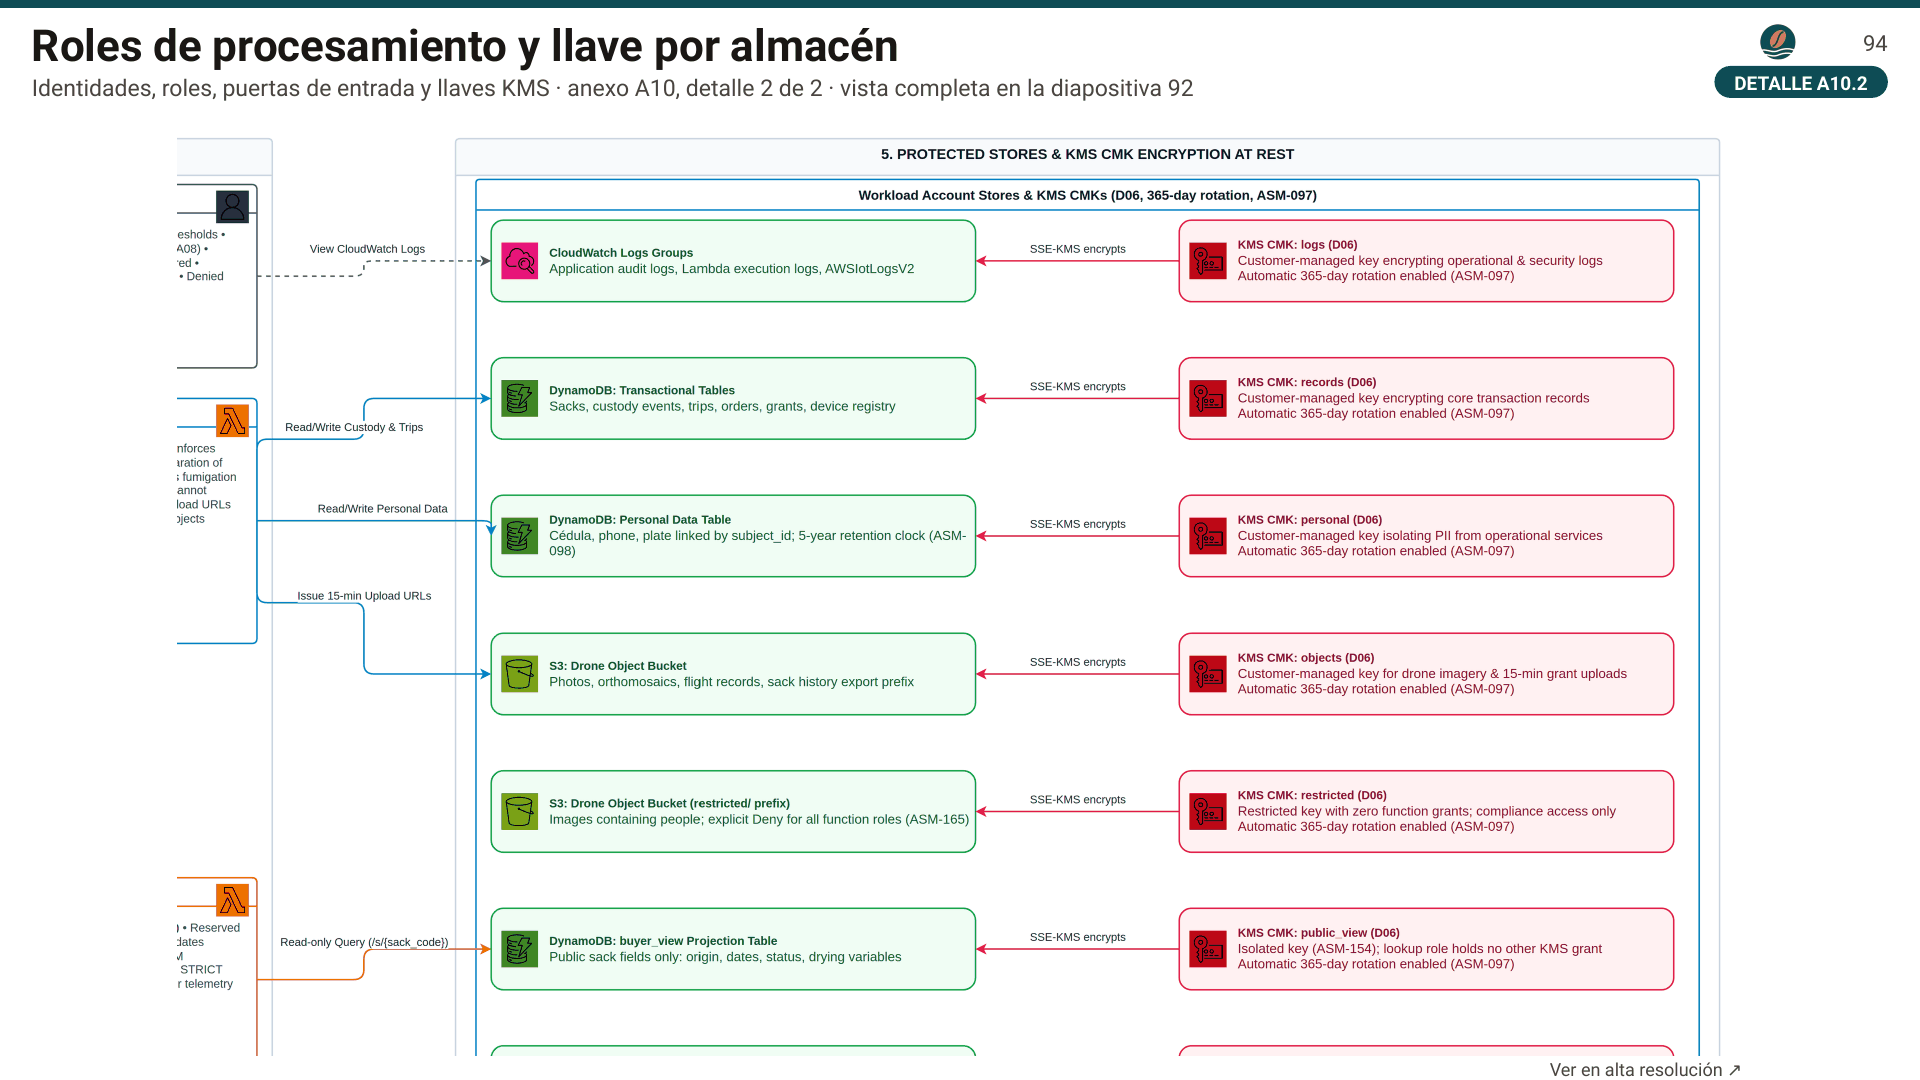 Roles de procesamiento y llave por almacén
94
Identidades, roles, puertas de entrada y llaves KMS · anexo A10, detalle 2 de 2 · vista completa en la diapositiva 92
DETALLE A10.2
5. PROTECTED STORES & KMS CMK ENCRYPTION AT REST
Workload Account Stores & KMS CMKs (D06, 365-day rotation, ASM-097)
esholds •
A08) •
red •
• Denied
View CloudWatch Logs
CloudWatch Logs Groups
Application audit logs, Lambda execution logs, AWSIotLogsV2
SSE-KMS encrypts
KMS CMK: logs (D06)
Customer-managed key encrypting operational & security logs
Automatic 365-day rotation enabled (ASM-097)
Read/Write Custody & Trips
DynamoDB: Transactional Tables
Sacks, custody events, trips, orders, grants, device registry
SSE-KMS encrypts
KMS CMK: records (D06)
Customer-managed key encrypting core transaction records
Automatic 365-day rotation enabled (ASM-097)
nforces
aration of
s fumigation
annot
load URLs
bjects
Read/Write Personal Data
DynamoDB: Personal Data Table
Cédula, phone, plate linked by subject_id; 5-year retention clock (ASM-
098)
SSE-KMS encrypts
KMS CMK: personal (D06)
Customer-managed key isolating PII from operational services
Automatic 365-day rotation enabled (ASM-097)
Issue 15-min Upload URLs
S3: Drone Object Bucket
Photos, orthomosaics, flight records, sack history export prefix
SSE-KMS encrypts
KMS CMK: objects (D06)
Customer-managed key for drone imagery & 15-min grant uploads
Automatic 365-day rotation enabled (ASM-097)
S3: Drone Object Bucket (restricted/ prefix)
Images containing people; explicit Deny for all function roles (ASM-165)
SSE-KMS encrypts
KMS CMK: restricted (D06)
Restricted key with zero function grants; compliance access only
Automatic 365-day rotation enabled (ASM-097)
) • Reserved
dates
M
STRICT
r telemetry
Read-only Query (/s/{sack_code})
DynamoDB: buyer_view Projection Table
Public sack fields only: origin, dates, status, drying variables
SSE-KMS encrypts
KMS CMK: public_view (D06)
Isolated key (ASM-154); lookup role holds no other KMS grant
Automatic 365-day rotation enabled (ASM-097)
Ver en alta resolución ↗